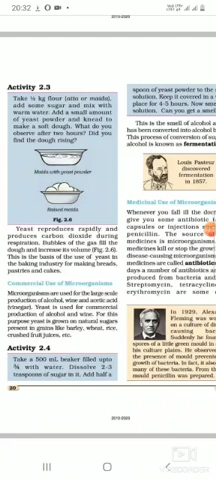 20:32
2019-2020
Activity 2.3
Take ½ kg flour (atta or maida),
add some sugar and mix with
warm water. Add a small amount
of yeast powder and knead to
make a soft dough. What do you
observe after two hours? Did you
find the dough rising?
Maida with yeast powder
Fig. 2.6
Yeast reproduces rapidly and
produces carbon dioxide during
respiration. Bubbles of the gas fill the
dough and increase its volume (Fig. 2.6).
This is the basis of the use of yeast in
the baking industry for making breads,
pastries and cakes.
Commercial Use of Microorganisms
Microorganisms are used for the large scale
production of alcohol, wine and acetic acid
(vinegar). Yeast is used for commercial
production of alcohol and wine. For this
purpose yeast is grown on natural sugars
present in grains like barley, wheat, rice,
crushed fruit juices, etc.
Activity 2.4
Take a 500 mL beaker filled upto
¾ with water. Dissolve 2-3
teaspoons of sugar in it. Add half a
20
spoon of yeast powder to the
solution. Keep it covered in a
place for 4-5 hours. Now sme
solution. Can you get a smell
This is the smell of alcohol a
has been converted into alcohol b
This process of conversion of su
alcohol is known as fermenta
Louis Pasteur
discovered
fermentation
in 1857.
Medicinal Use of Microorganis
Whenever you fall ill the doct
give you some antibiotic
capsules or injections
penicillin. The sour
medicines is microorganisms.
medicines kill or stop the grow
disease-causing microorganism
medicines are called antibiotic
days a number of antibiotics a
produced from bacteria and
Streptomycin, tetracyclin
erythromycin are some
In 1929, Alex
Fleming was w
on a culture of di
causing bact
Suddenly he fou
spores of a little green mould in
his culture plates. He observed
the presence of mould preven
growth of bacteria. In fact, it also
many of these bacteria. From th
mould penicillin was prepared.
2019-2020
XRECORDER